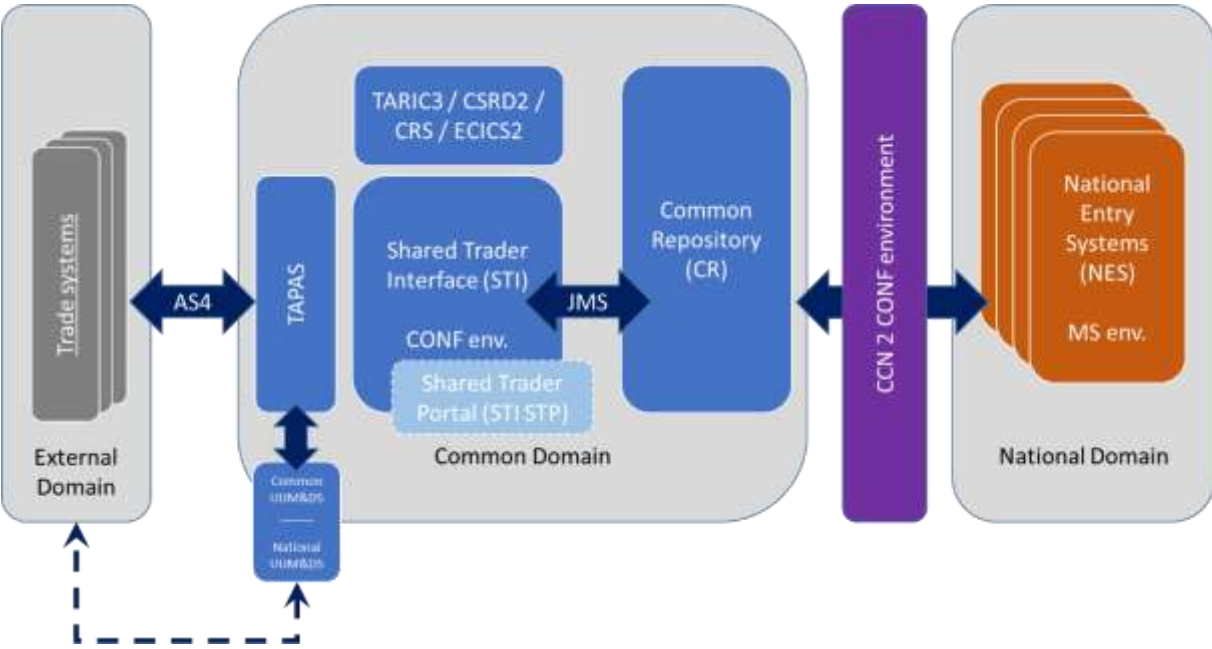 Trade systems
External
Domain
AS4
TAPAS
TARIC3 / CSRD2 /
CRS / ECICS2
Shared Trader
Interface (STI)
CONF env.
Shared Trader
Portal (STI STP)
JMS
Common
Repository
(CR)
Common Domain
Common
UUM&DS
National
UUM&DS
CCN 2 CONF environment
National
Entry
Systems
(NES)
MS env.
National Domain